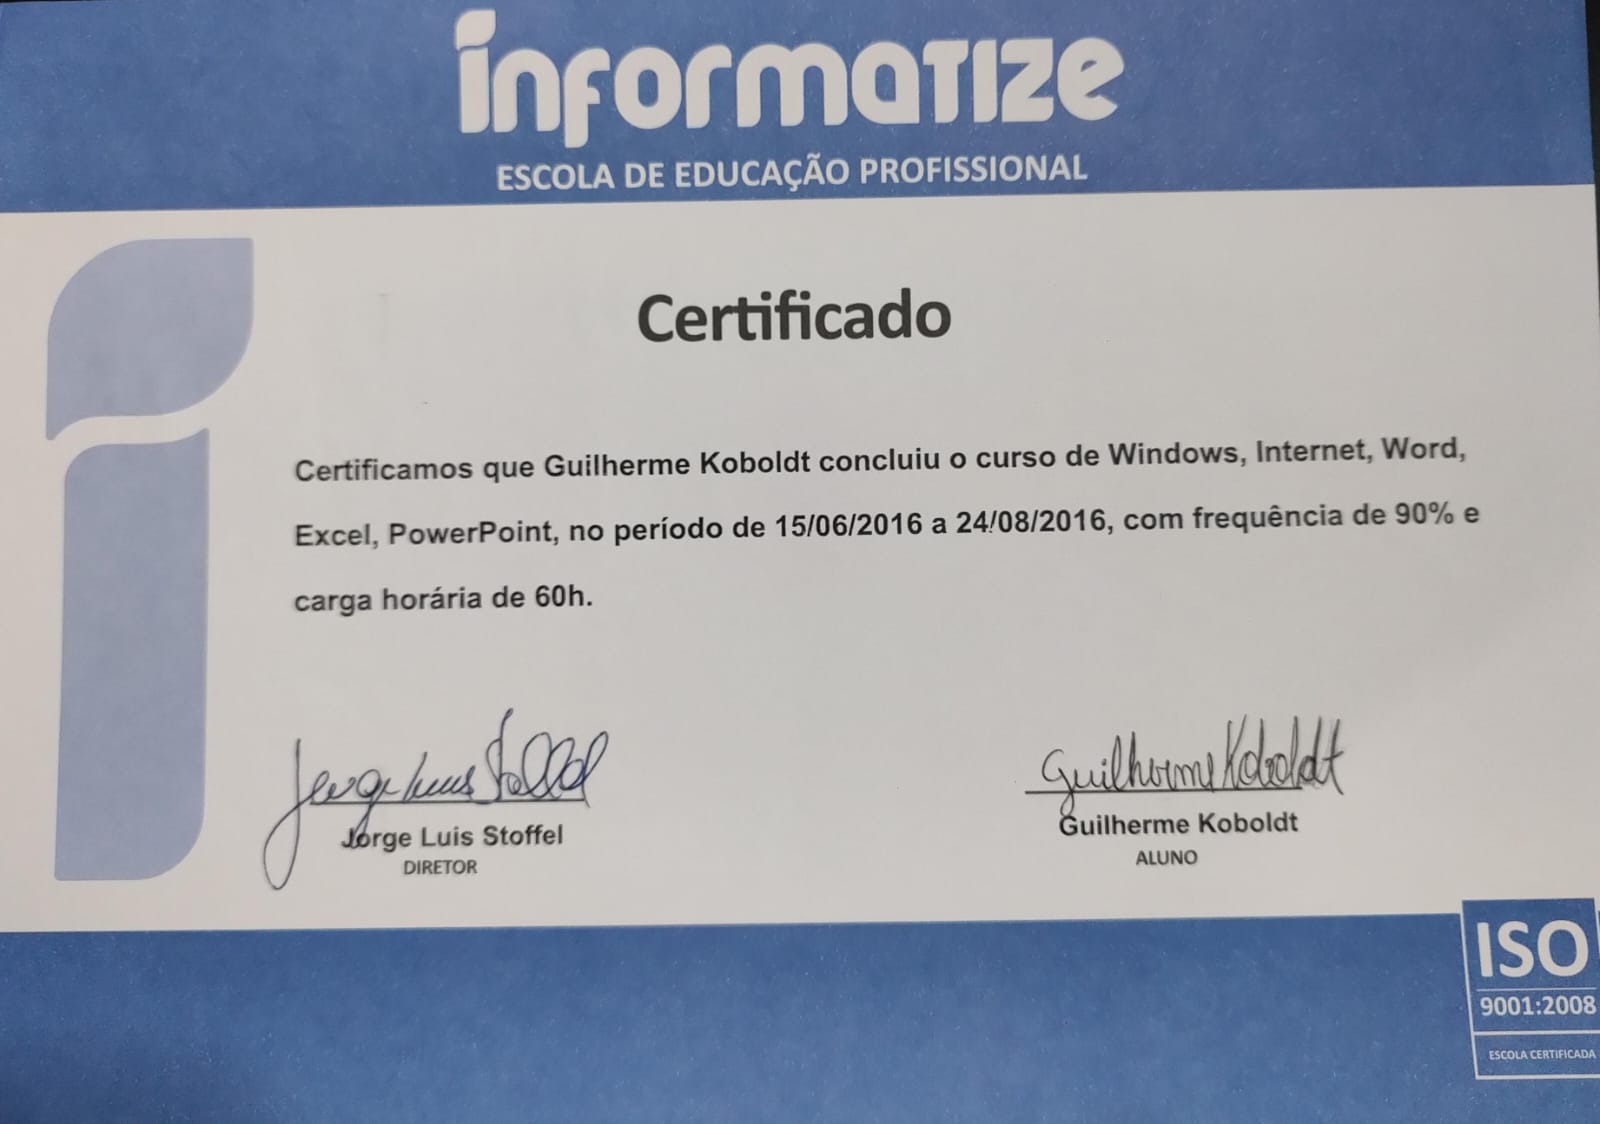 informatize
ESCOLA DE EDUCAÇÃO PROFISSIONAL
Certificado
Certificamos que Guilherme Koboldt concluiu o curso de Windows, Internet, Word,
Excel, PowerPoint, no período de 15/06/2016 a 24/08/2016, com frequência de 90% e
carga horária de 60h.
Jorge Luis Stoffel
Guilherme Koboldt
Jorge Luis Stoffel
Guilherme Koboldt
DIRETOR
ALUNO
ISO
9001:2008
ESCOLA CERTIFICADA